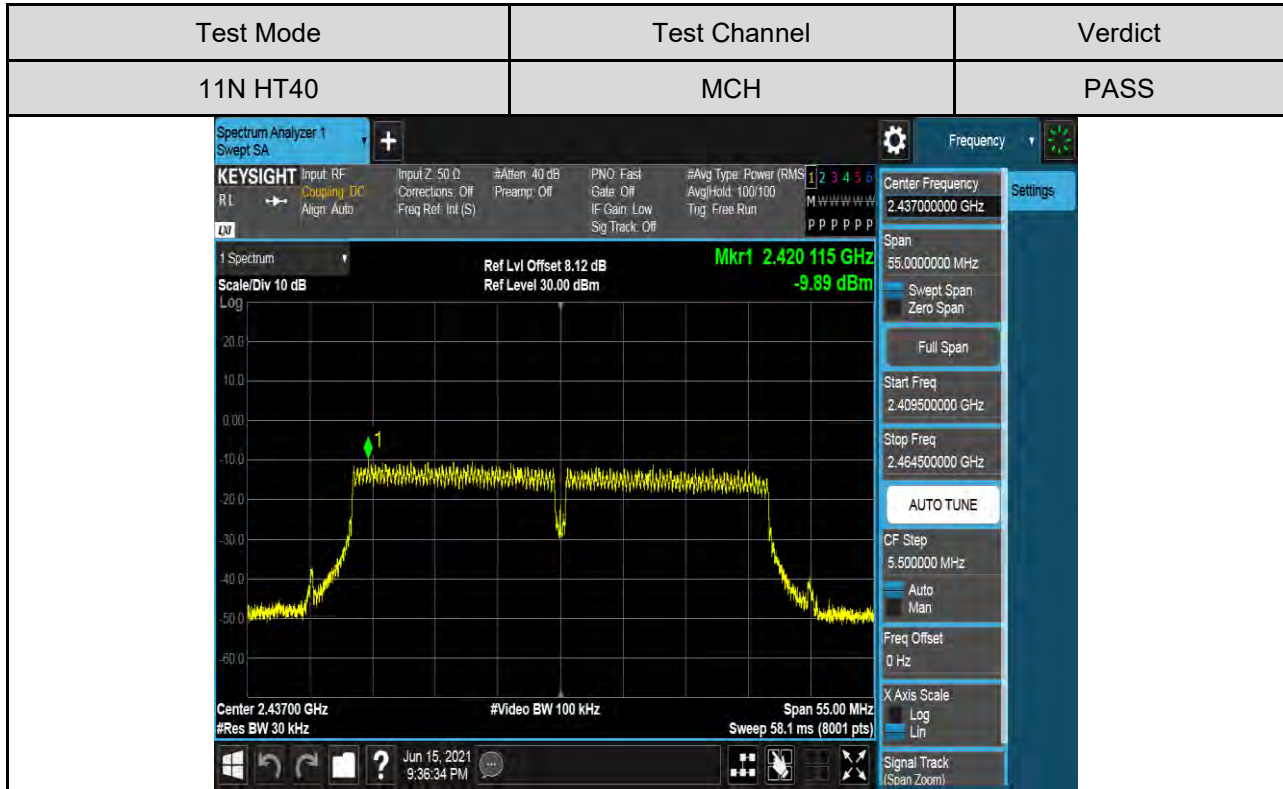 Test Mode Test Channel Verdict
11N HT40 MCH PASS
Spectrum Analyzer 1
Swept SA
+
Frequency
KEYSIGHT
RL
LXI
Input: RF
Coupling: DC
Align: Auto
Input Z: 50 Ω
Corrections: Off
Freq Ref: Int (S)
#Atten: 40 dB
Preamp: Off
PNO: Fast
Gate: Off
IF Gain: Low
Sig Track: Off
#Avg Type: Power (RMS
Avg|Hold: 100/100
Trig: Free Run
1 2 3 4 5 6
M W W W W W
P P P P P P
Center Frequency
2.437000000 GHz
Settings
Span
55.0000000 MHz
Swept Span
Zero Span
Full Span
Start Freq
2.409500000 GHz
Stop Freq
2.464500000 GHz
AUTO TUNE
CF Step
5.500000 MHz
Auto
Man
Freq Offset
0 Hz
X Axis Scale
Log
Lin
Signal Track
(Span Zoom)
1 Spectrum
Scale/Div 10 dB
Ref Lvl Offset 8.12 dB
Ref Level 30.00 dBm
Mkr1 2.420 115 GHz
-9.89 dBm
Log
20.0
10.0
0.00
-10.0
-20.0
-30.0
-40.0
-50.0
-60.0
1
Center 2.43700 GHz
#Res BW 30 kHz
#Video BW 100 kHz
Span 55.00 MHz
Sweep 58.1 ms (8001 pts)
?
Jun 15, 2021
9:36:34 PM